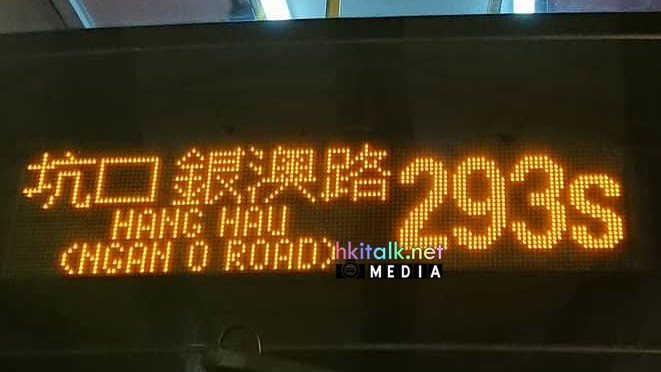 坑口銀澳路
HANG HAU
<NGAN O ROAD>
293s
hkitalk.net
MEDIA